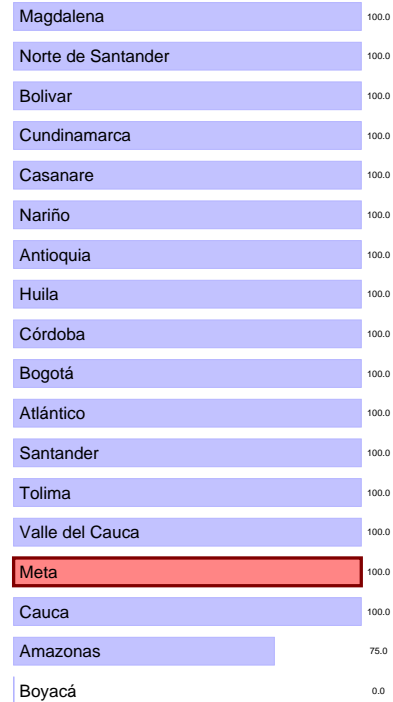 Magdalena 100.0
Norte de Santander 100.0
Bolivar 100.0
Cundinamarca 100.0
Casanare 100.0
Nariño 100.0
Antioquia 100.0
Huila 100.0
Córdoba 100.0
Bogotá 100.0
Atlántico 100.0
Santander 100.0
Tolima 100.0
Valle del Cauca 100.0
Meta 100.0
Cauca 100.0
Amazonas 75.0
Boyacá 0.0